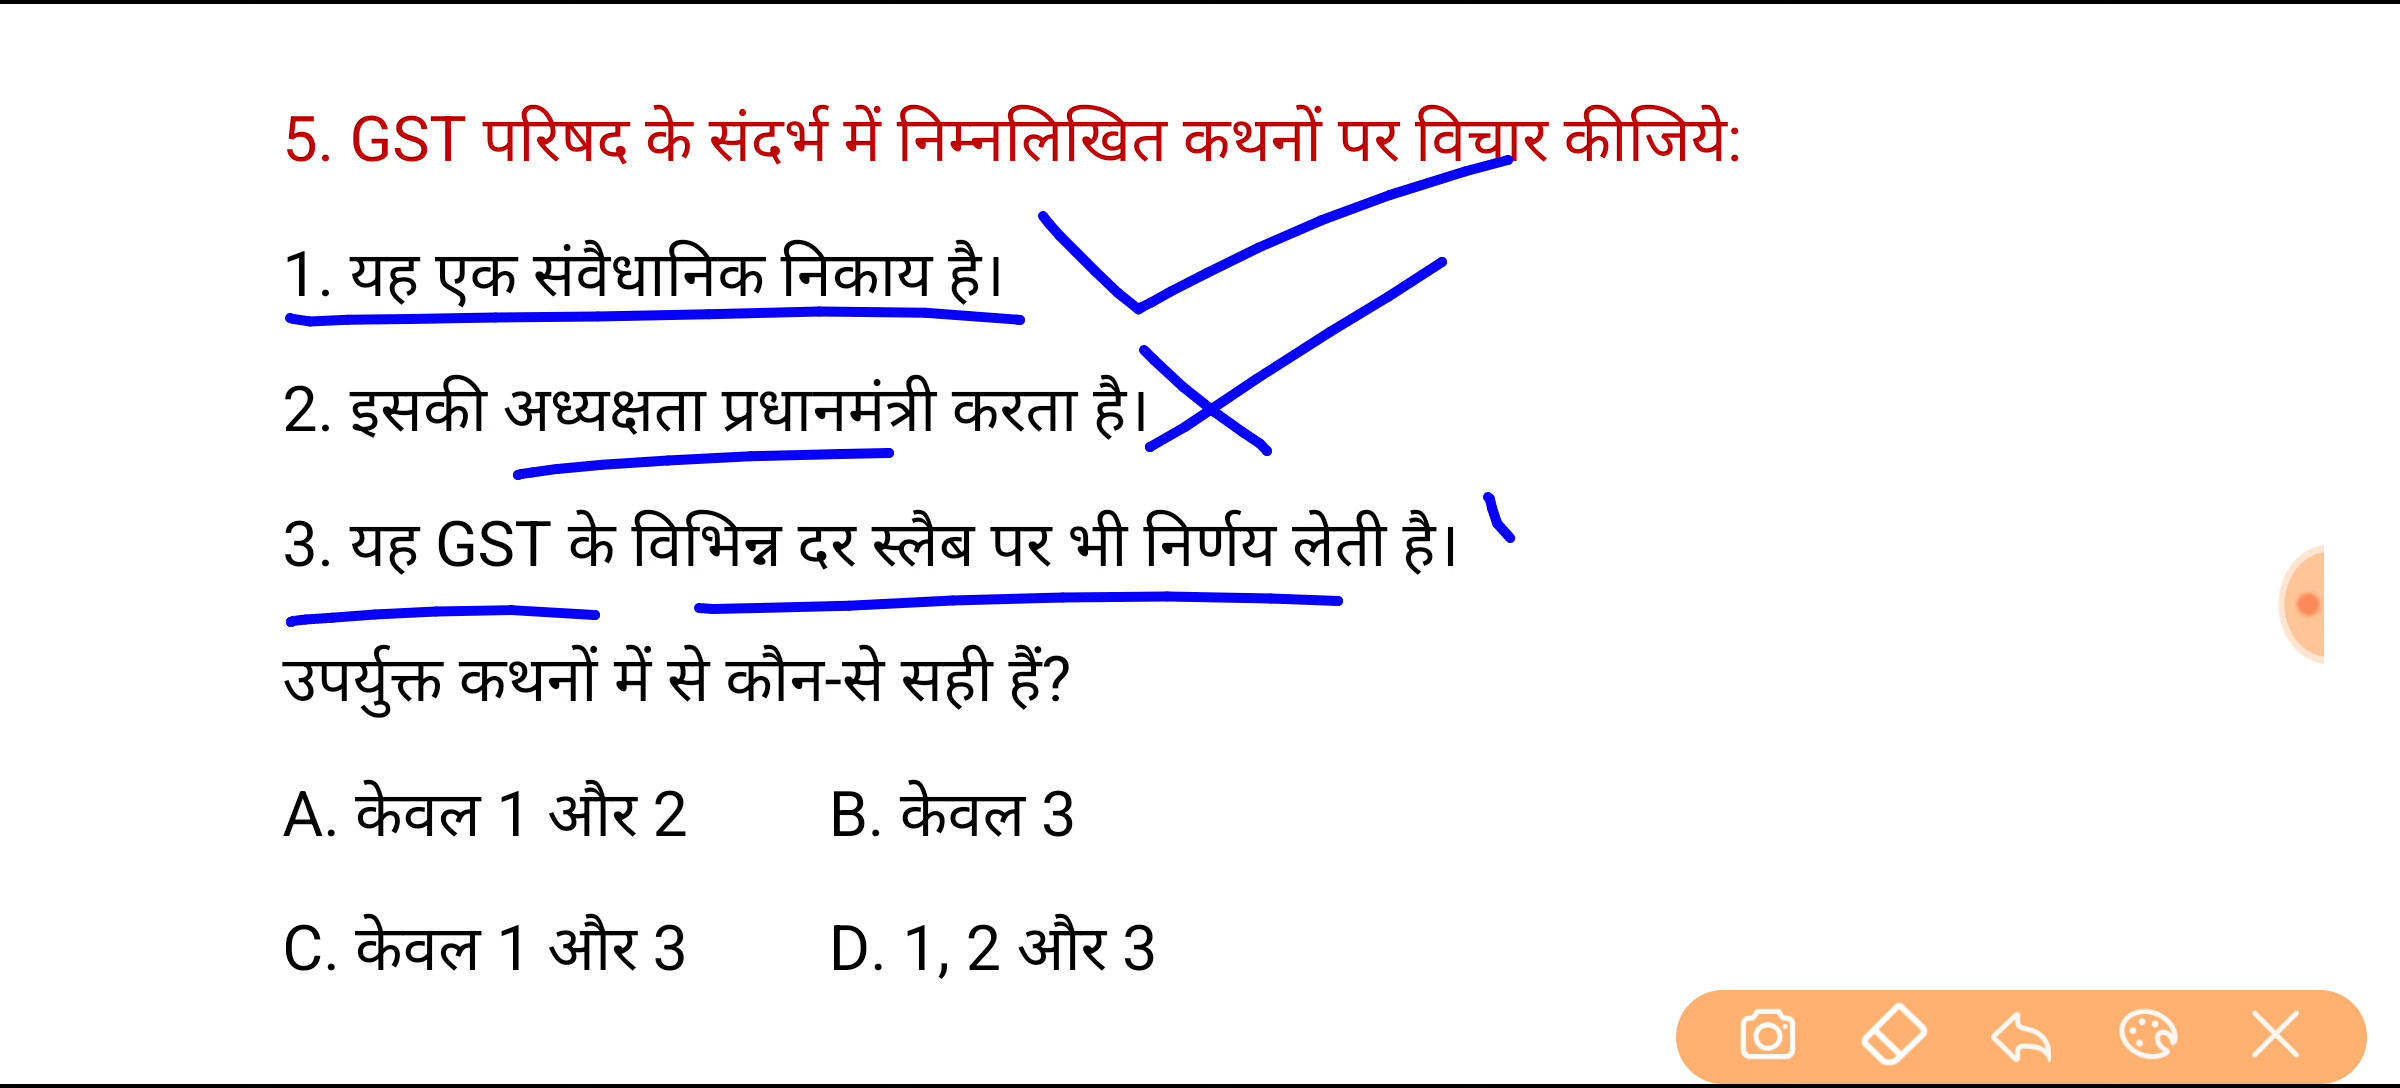 5. GST परिषद के संदर्भ में निम्नलिखित कथनों पर विचार कीजिये:
1. यह एक संवैधानिक निकाय है।
2. इसकी अध्यक्षता प्रधानमंत्री करता है।
3. यह GST के विभिन्न दर स्लैब पर भी निर्णय लेती है।
उपर्युक्त कथनों में से कौन-से सही हैं?
A. केवल 1 और 2 B. केवल 3
C. केवल 1 और 3 D. 1, 2 और 3